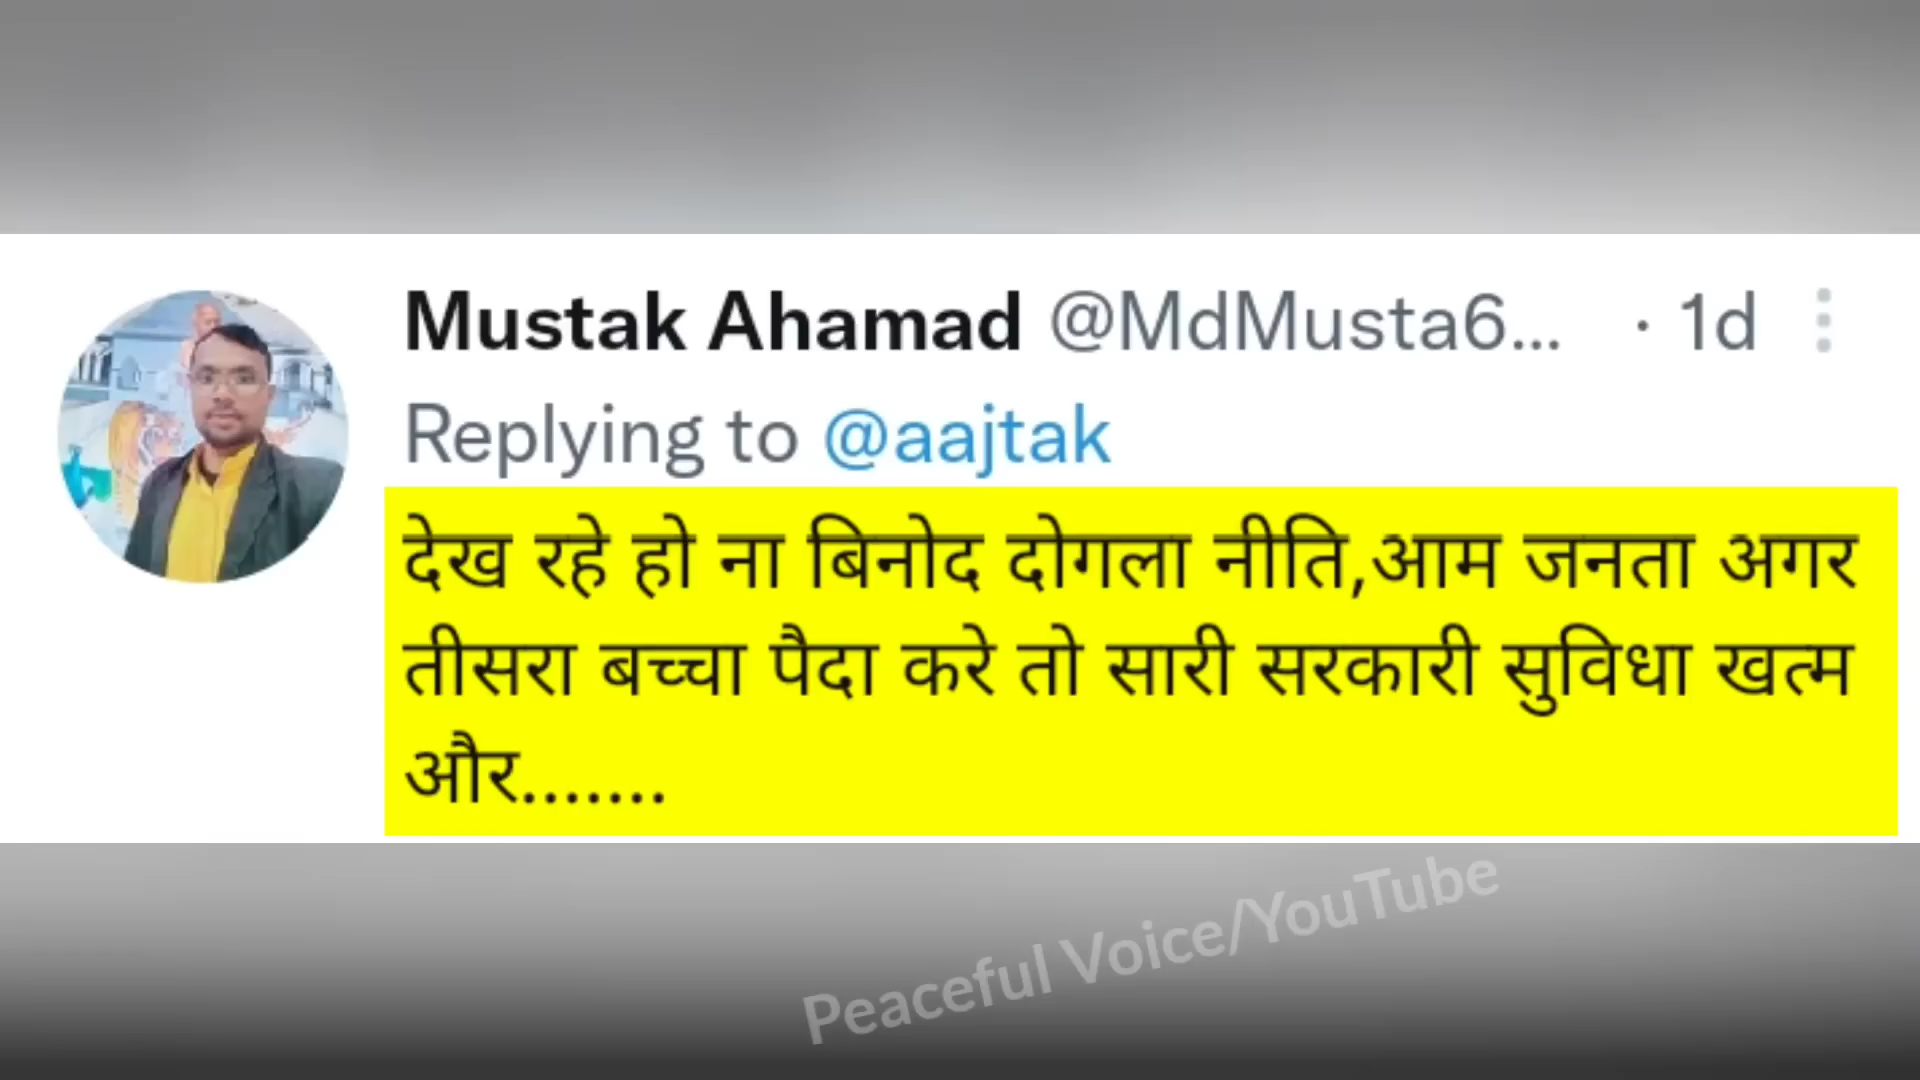 Mustak Ahamad @MdMusta6... · 1d
Replying to @aajtak
देख रहे हो ना बिनोद दोगला नीति,आम जनता अगर
तीसरा बच्चा पैदा करे तो सारी सरकारी सुविधा खत्म
और.......
Peaceful Voice/YouTube